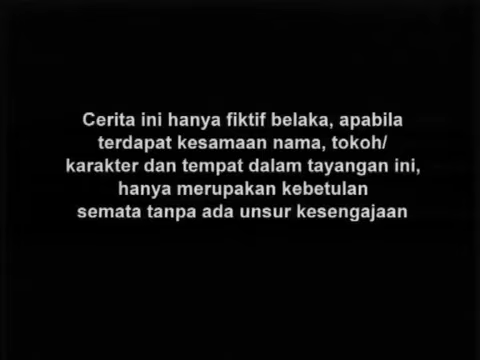 Cerita ini hanya fiktif belaka, apabila
terdapat kesamaan nama, tokoh/
karakter dan tempat dalam tayangan ini,
hanya merupakan kebetulan
semata tanpa ada unsur kesengajaan